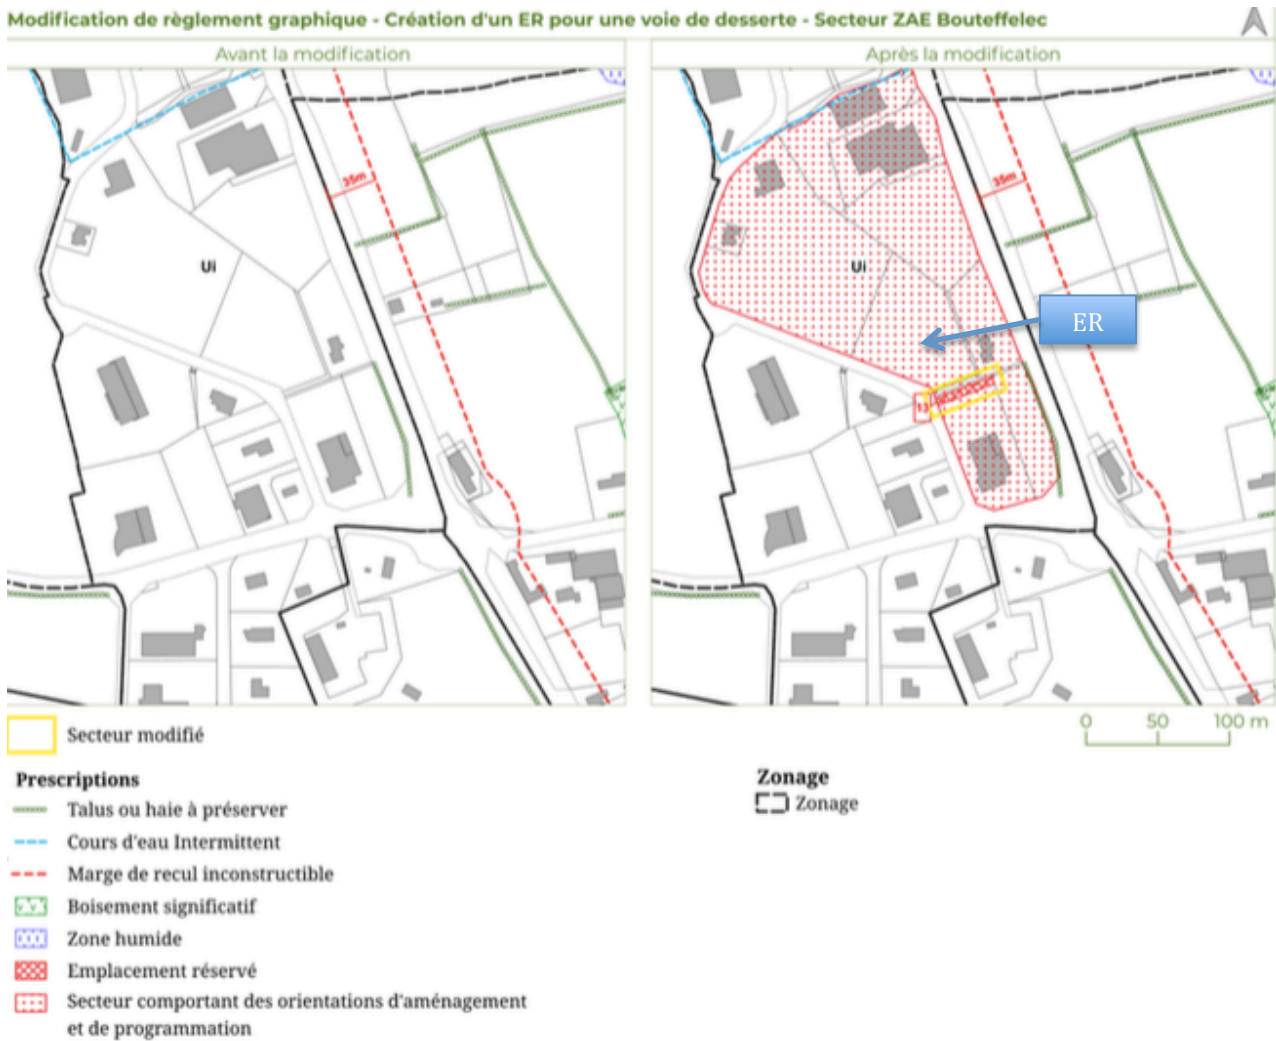 Modification de règlement graphique - Création d'un ER pour une voie de desserte - Secteur ZAE Bouteffelec
Avant la modification
Après la modification
35m
Ui
35m
Ui
ER
13
Secteur modifié
0 50 100 m
Prescriptions
Talus ou haie à préserver
Cours d'eau Intermittent
Marge de recul inconstructible
Boisement significatif
Zone humide
Emplacement réservé
Secteur comportant des orientations d'aménagement
et de programmation
Zonage
Zonage